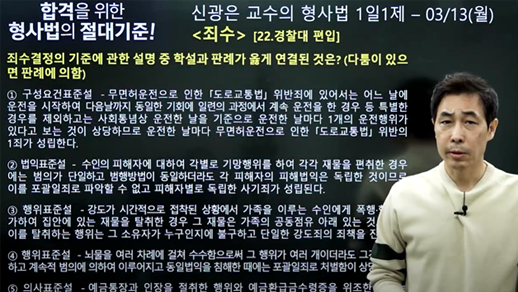 합격을 위한
형사법의 절대기준!
신광은 교수의 형사법 1일1제 – 03/13(월)
<죄수> [22.경찰대 편입]
죄수결정의 기준에 관한 설명 중 학설과 판례가 옳게 연결된 것은? (다툼이 있으
면 판례에 의함)
① 구성요건표준설 - 무면허운전으로 인한 「도로교통법」 위반죄에 있어서는 어느 날에
운전을 시작하여 다음날까지 동일한 기회에 일련의 과정에서 계속 운전을 한 경우 등 특별한
경우를 제외하고는 사회통념상 운전한 날을 기준으로 운전한 날마다 1개의 운전행위가
있다고 보는 것이 상당하므로 운전한 날마다 무면허운전으로 인한 「도로교통법」 위반의
1죄가 성립한다.
② 법익표준설 - 수인의 피해자에 대하여 각별로 기망행위를 하여 각각 재물을 편취한 경우
에는 범의가 단일하고 범행방법이 동일하더라도 각 피해자의 피해법익은 독립한 것이므로
이를 포괄일죄로 파악할 수 없고 피해자별로 독립한 사기죄가 성립된다.
③ 행위표준설 - 강도가 시간적으로 접착된 상황에서 가족을 이루는 수인에게 폭행·
가하여 집안에 있는 재물을 탈취한 경우 그 재물은 가족의 공동점유 아래 있는 것
이를 탈취하는 행위는 그 소유자가 누구인지에 불구하고 단일한 강도죄의 죄책을
④ 행위표준설 - 뇌물을 여러 차례에 걸쳐 수수함으로써 그 행위가 여러 개이더라도 그것
하고 계속적 범의에 의하여 이루어지고 동일법익을 침해한 때에는 포괄일죄로 처벌함이 상당
⑤ 의사표준설 - 예금통장과 인장을 절취한 행위와 예금환급금수령증을 위조한